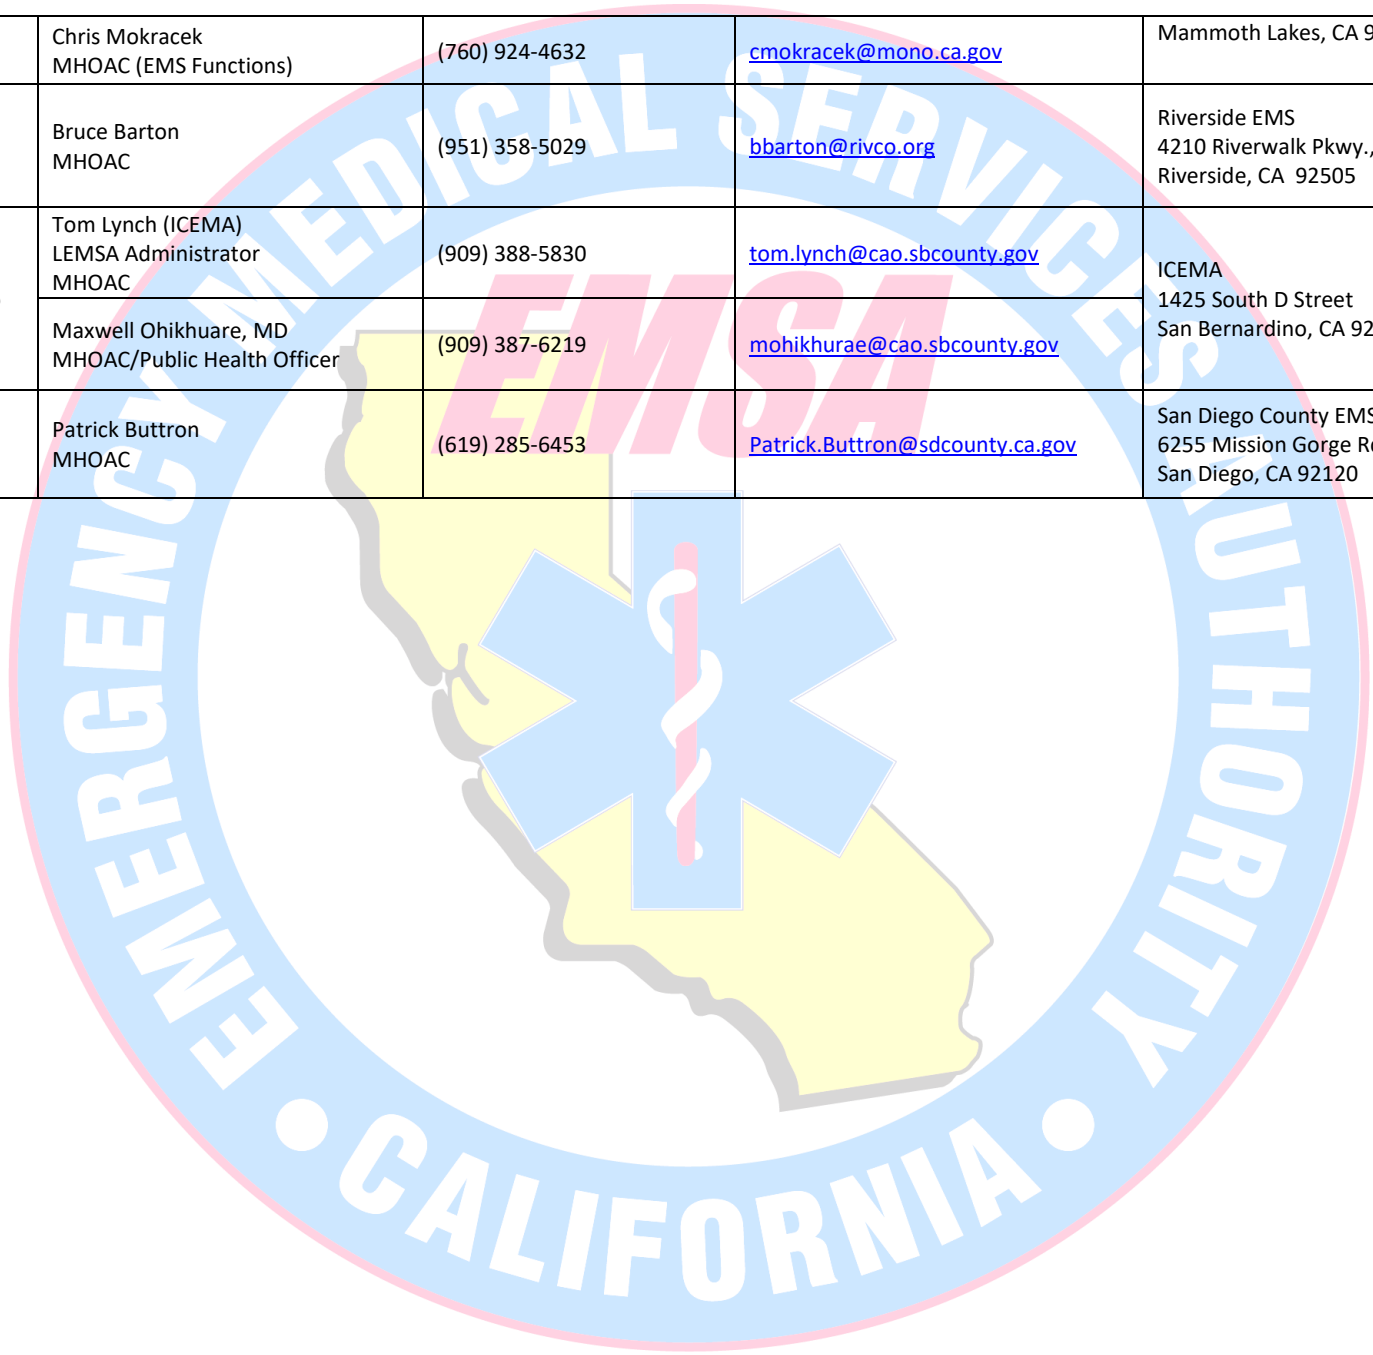 Chris Mokracek
MHOAC (EMS Functions)
(760) 924-4632
cmokracek@mono.ca.gov
Mammoth Lakes, CA 9
Bruce Barton
MHOAC
(951) 358-5029
bbarton@rivco.org
Riverside EMS
4210 Riverwalk Pkwy.,
Riverside, CA  92505
Tom Lynch (ICEMA)
LEMSA Administrator
MHOAC
(909) 388-5830
tom.lynch@cao.sbcounty.gov
ICEMA
1425 South D Street
San Bernardino, CA 92
Maxwell Ohikhuare, MD
MHOAC/Public Health Officer
(909) 387-6219
mohikhurae@cao.sbcounty.gov
Patrick Buttron
MHOAC
(619) 285-6453
Patrick.Buttron@sdcounty.ca.gov
San Diego County EMS
6255 Mission Gorge R
San Diego, CA 92120
EMERGENCY MEDICAL SERVICES AUTHORITY
EMSA
• CALIFORNIA •